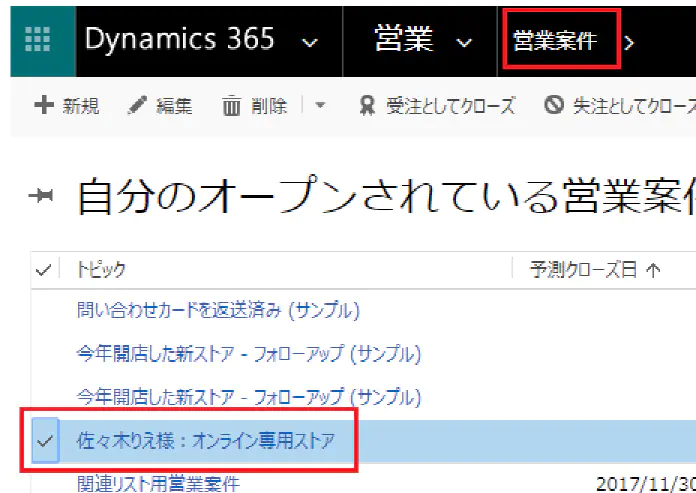 Dynamics 365 営業 営業案件
新規 編集 削除 受注としてクローズ 失注としてクローズ
自分のオープンされている営業案件
トピック 予測クローズ日 ↑
問い合わせカードを返送済み (サンプル)
今年開店した新ストア - フォローアップ (サンプル)
今年開店した新ストア - フォローアップ (サンプル)
佐々木りえ様：オンライン専用ストア
関連リスト用営業案件 2017/11/30